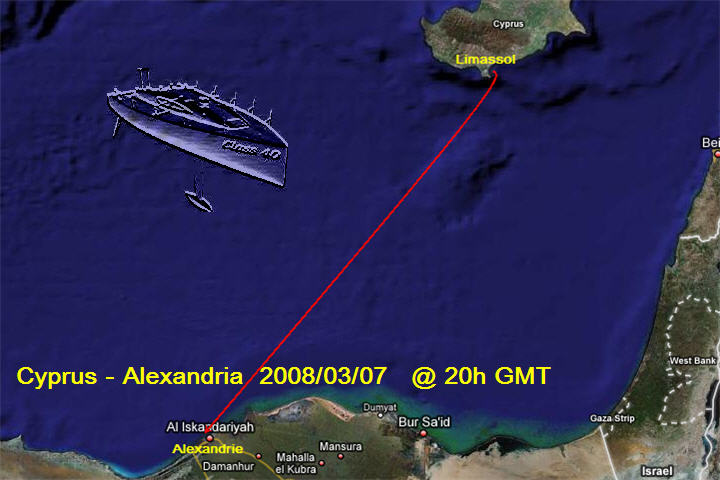 Cyprus
Limassol
Class 40
Bei
West Bank
Cyprus - Alexandria 2008/03/07 @ 20h GMT
Dumyat
Gaza Strip
Al Iskandariyah
Bur Sa'id
Alexandrie
Mansura
Mahalla
el Kubra
Damanhur
Israel